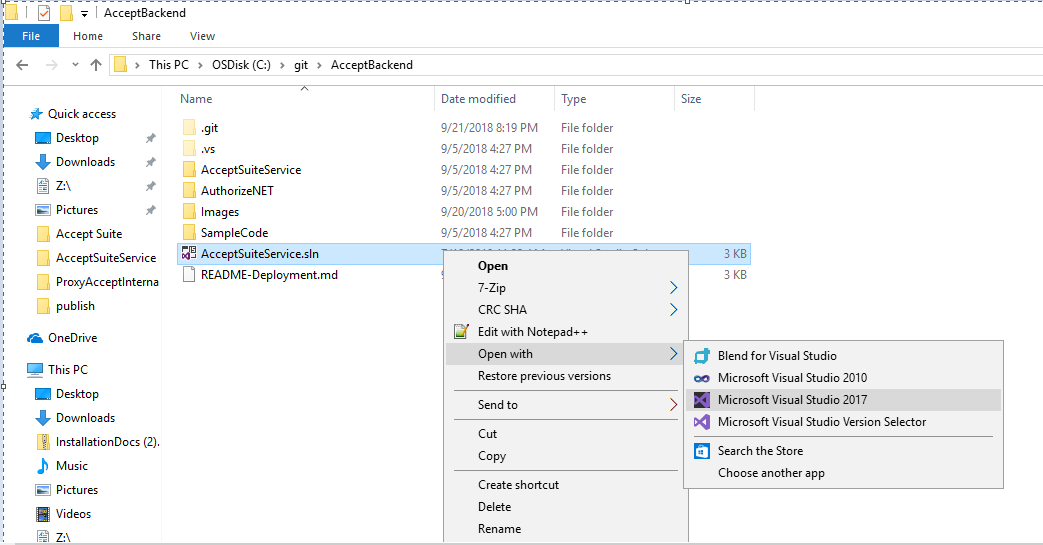 AcceptBackend
File Home Share View
This PC OSDisk (C:) git AcceptBackend
Name Date modified Type Size
Quick access
Desktop
Downloads
Z:\
Pictures
Accept Suite
AcceptSuiteService
ProxyAcceptInterna
publish
OneDrive
This PC
Desktop
Downloads
InstallationDocs (2).
Music
Pictures
Videos
Z:\
.git 9/21/2018 8:19 PM File folder
.vs 9/5/2018 4:27 PM File folder
AcceptSuiteService 9/5/2018 4:27 PM File folder
AuthorizeNET 9/5/2018 4:27 PM File folder
Images 9/20/2018 5:00 PM File folder
SampleCode 9/5/2018 4:27 PM File folder
AcceptSuiteService.sln 3 KB
README-Deployment.md 3 KB
Open
7-Zip
CRC SHA
Edit with Notepad++
Open with
Restore previous versions
Send to
Cut
Copy
Create shortcut
Delete
Rename
Blend for Visual Studio
Microsoft Visual Studio 2010
Microsoft Visual Studio 2017
Microsoft Visual Studio Version Selector
Search the Store
Choose another app